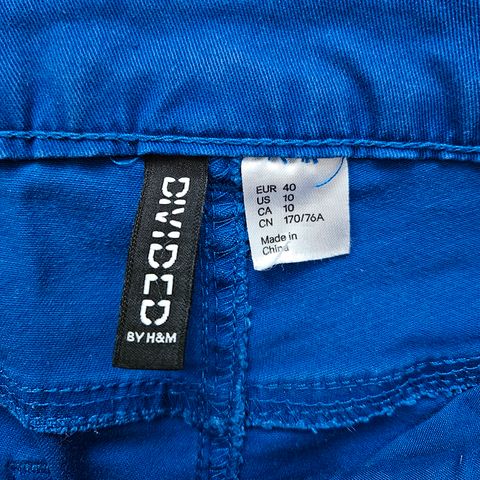 DIVIDED
BY H&M
EUR 40
US 10
CA 10
CN 170/76A
Made in
China